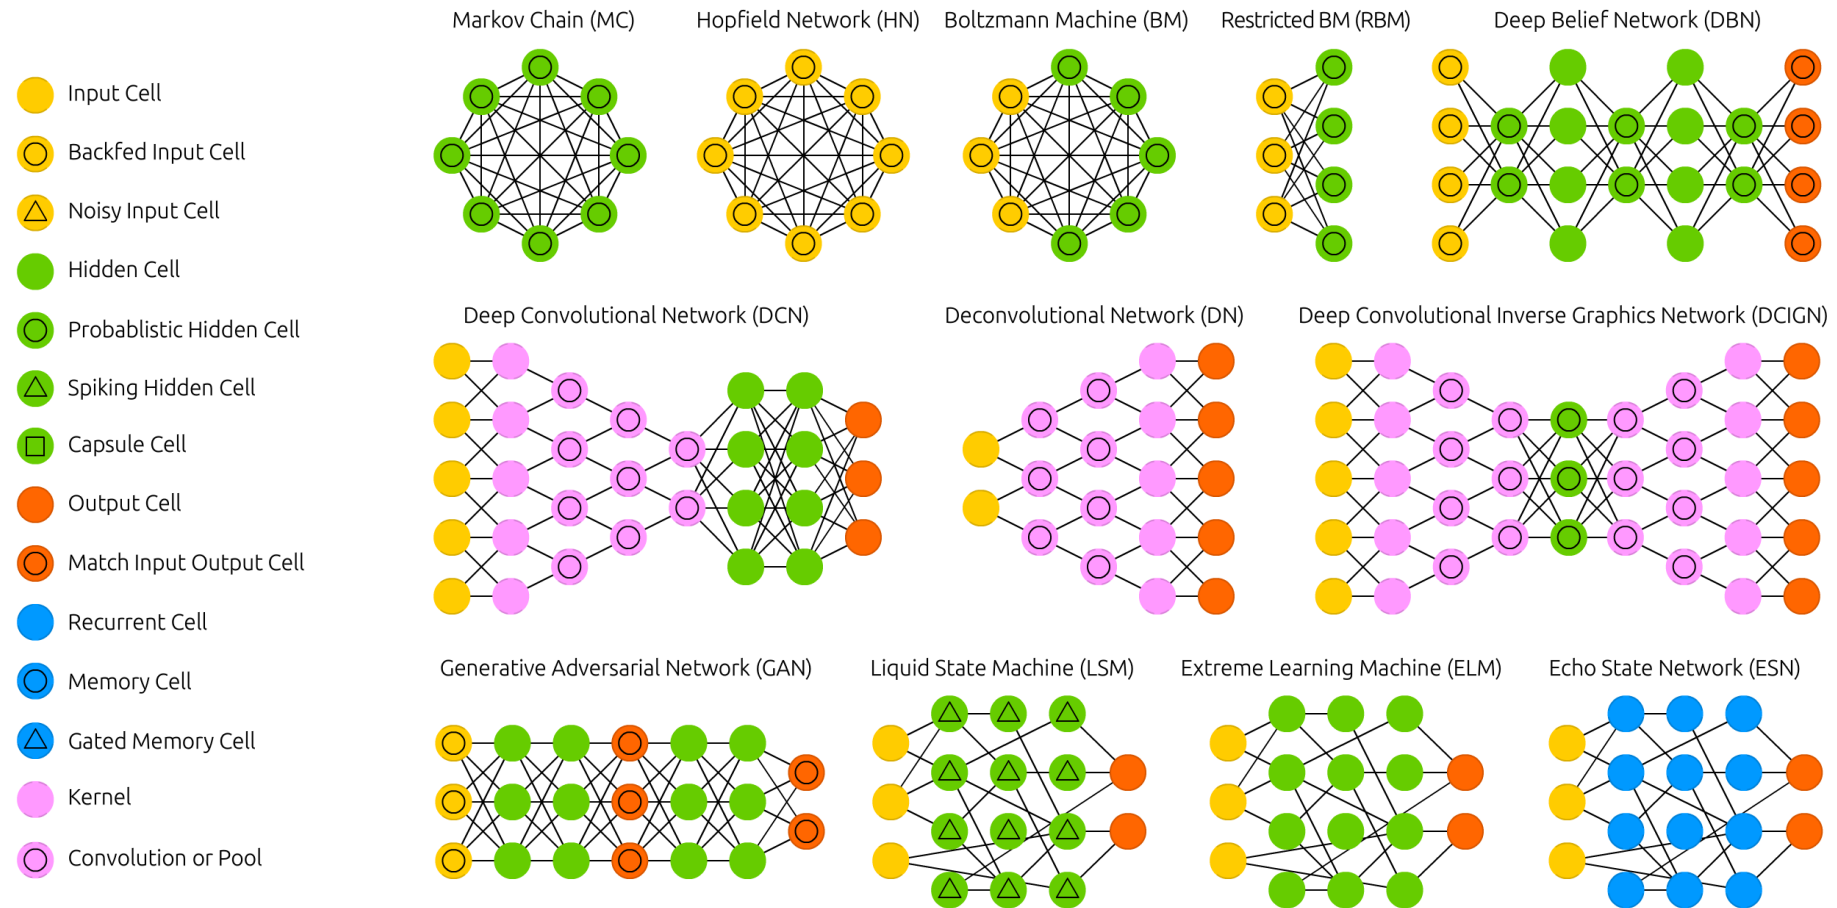 Markov Chain (MC)
Hopfield Network (HN)
Boltzmann Machine (BM)
Restricted BM (RBM)
Deep Belief Network (DBN)
Input Cell
Backfed Input Cell
Noisy Input Cell
Hidden Cell
Probablistic Hidden Cell
Spiking Hidden Cell
Capsule Cell
Output Cell
Match Input Output Cell
Recurrent Cell
Memory Cell
Gated Memory Cell
Kernel
Convolution or Pool
Deep Convolutional Network (DCN)
Deconvolutional Network (DN)
Deep Convolutional Inverse Graphics Network (DCIGN)
Generative Adversarial Network (GAN)
Liquid State Machine (LSM)
Extreme Learning Machine (ELM)
Echo State Network (ESN)